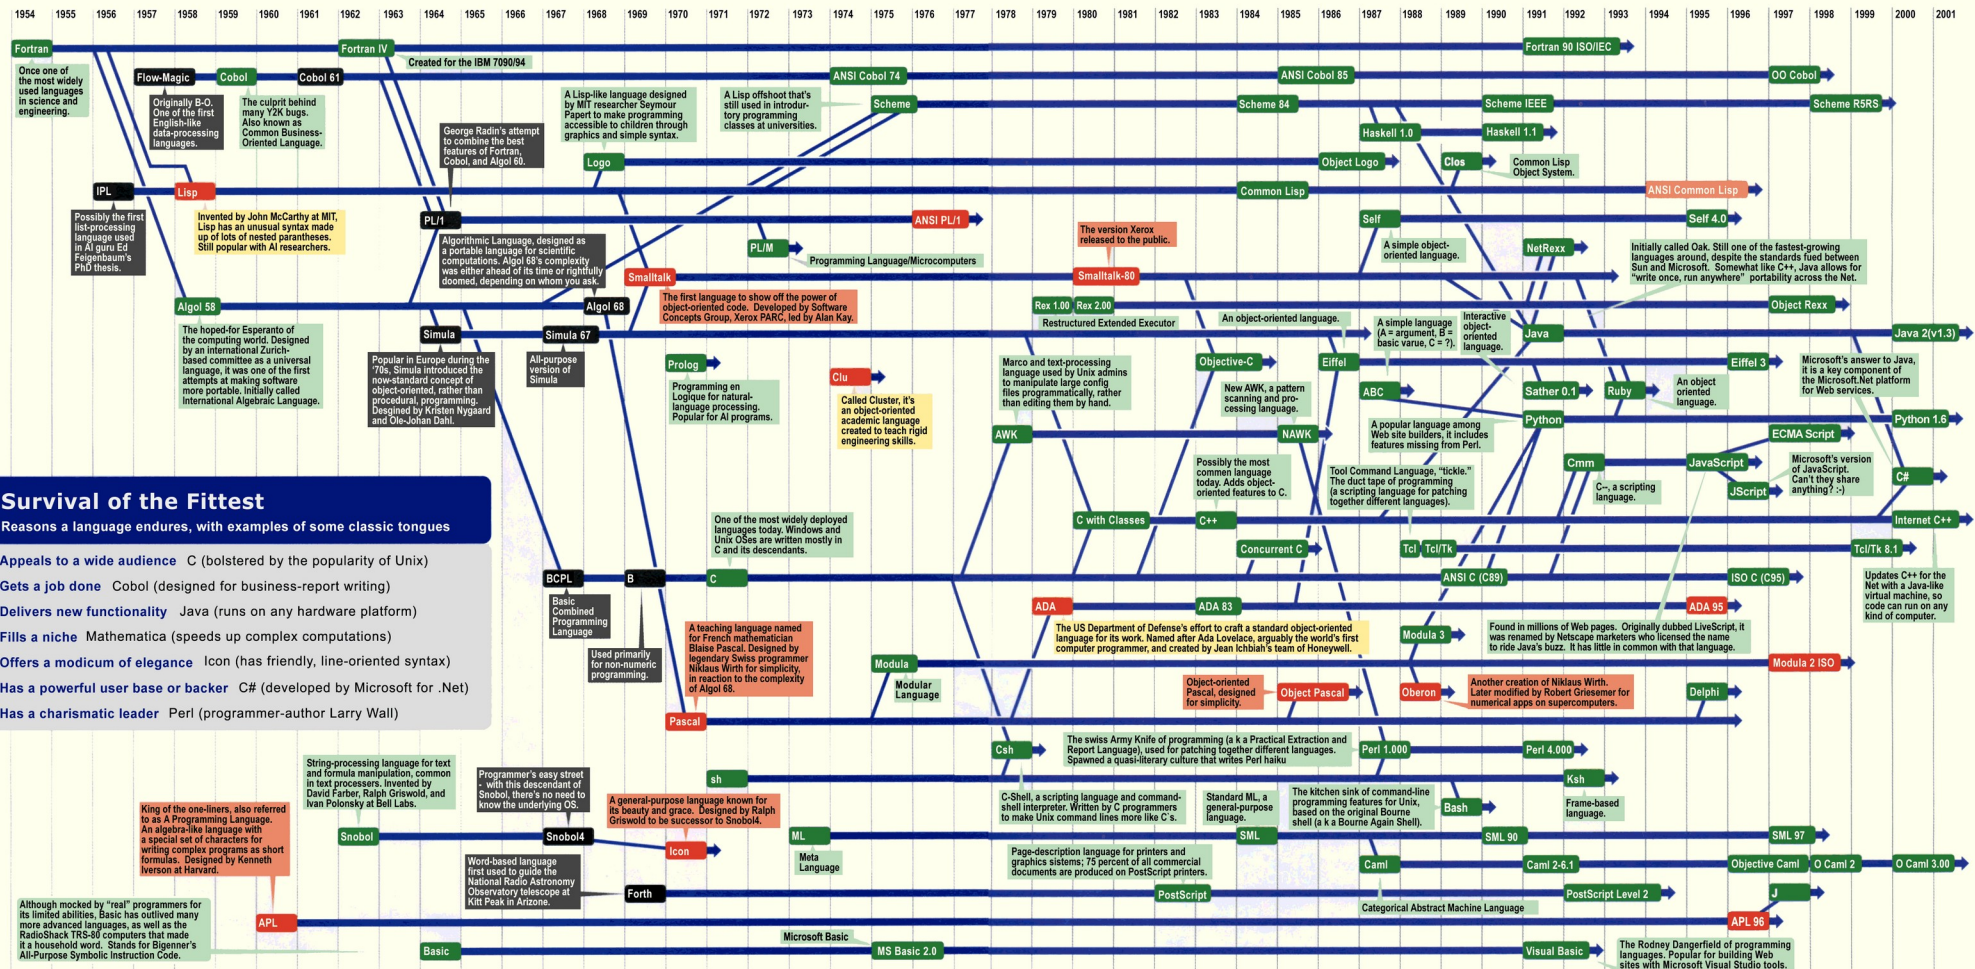 1954 1955 1956 1957 1958 1959 1960 1961 1962 1963 1964 1965 1966 1967 1968 1969 1970 1971 1972 1973 1974 1975 1976 1977 1978 1979 1980 1981 1982 1983 1984 1985 1986 1987 1988 1989 1990 1991 1992 1993 1994 1995 1996 1997 1998 1999 2000 2001
Fortran
Fortran IV
Fortran 90 ISO/IEC
Once one of
the most widely
used languages
in science and
engineering.
Created for the IBM 7090/94
Flow-Magic
Cobol
Cobol 61
ANSI Cobol 74
ANSI Cobol 85
OO Cobol
Originally B-O.
One of the first
English-like
data-processing
languages.
The culprit behind
many Y2K bugs.
Also known as
Common Business-
Oriented Language.
A Lisp-like language designed
by MIT researcher Seymour
Papert to make programming
accessible to children through
graphics and simple syntax.
A Lisp offshoot that's
still used in introdur-
tory programming
classes at universities.
Scheme
Scheme 84
Scheme IEEE
Scheme R5RS
Haskell 1.0
Haskell 1.1
George Radin's attempt
to combine the best
features of Fortran,
Cobol, and Algol 60.
Logo
Object Logo
Clos
Common Lisp
Object System.
IPL
Lisp
Common Lisp
ANSI Common Lisp
Possibly the first
list-processing
language used
in AI guru Ed
Feigenbaum's
PhD thesis.
Invented by John McCarthy at MIT,
Lisp has an unusual syntax made
up of lots of nested parantheses.
Still popular with AI researchers.
PL/1
ANSI PL/1
Self
Self 4.0
Algorithmic Language, designed as
a portable language for scientific
computations. Algol 68's complexity
was either ahead of its time or rightfully
doomed, depending on whom you ask.
PL/M
Programming Language/Microcomputers
The version Xerox
released to the public.
A simple object-
oriented language.
NetRexx
Initially called Oak. Still one of the fastest-growing
languages around, despite the standards fued between
Sun and Microsoft. Somewhat like C++, Java allows for
"write once, run anywhere" portability across the Net.
Smalltalk
Smalltalk-80
The first language to show off the power of
object-oriented code. Developed by Software
Concepts Group, Xerox PARC, led by Alan Kay.
Algol 58
Algol 68
Rex 1.00
Rex 2.00
Object Rexx
Restructured Extended Executor
The hoped-for Esperanto of
the computing world. Designed
by an international Zurich-
based committee as a universal
language, it was one of the first
attempts at making software
more portable. Initially called
International Algebraic Language.
Simula
Simula 67
Java
Java 2(v1.3)
Popular in Europe during the
'70s, Simula introduced the
now-standard concept of
object-oriented, rather than
procedural, programming.
Desgined by Kristen Nygaard
and Ole-Johan Dahl.
All-purpose
version of
Simula
An object-oriented language.
A simple language
(A = argument, B =
basic varue, C = ?).
Interactive
object-
oriented
language.
Prolog
Programming en
Logique for natural-
language processing.
Popular for AI programs.
Clu
Called Cluster, it's
an object-oriented
academic language
created to teach rigid
engineering skills.
Marco and text-processing
language used by Unix admins
to manipulate large config
files programmatically, rather
than editing them by hand.
Objective-C
Eiffel
Eiffel 3
Microsoft's answer to Java,
it is a key component of
the Microsoft.Net platform
for Web services.
New AWK, a pattern
scanning and pro-
cessing language.
ABC
Sather 0.1
Ruby
An object
oriented
language.
A popular language among
Web site builders, it includes
features missing from Perl.
Python
Python 1.6
AWK
NAWK
ECMA Script
Possibly the most
commen language
today. Adds object-
oriented features to C.
Tool Command Language, "tickle."
The duct tape of programming
(a scripting language for patching
together different languages).
Cmm
C--, a scripting
language.
JavaScript
JScript
Microsoft's version
of JavaScript.
Can't they share
anything? :-)
C#
Survival of the Fittest
Reasons a language endures, with examples of some classic tongues
Appeals to a wide audience C (bolstered by the popularity of Unix)
Gets a job done Cobol (designed for business-report writing)
Delivers new functionality Java (runs on any hardware platform)
Fills a niche Mathematica (speeds up complex computations)
Offers a modicum of elegance Icon (has friendly, line-oriented syntax)
Has a powerful user base or backer C# (developed by Microsoft for .Net)
Has a charismatic leader Perl (programmer-author Larry Wall)
One of the most widely deployed
languages today. Windows and
Unix OSes are written mostly in
C and its descendants.
C with Classes
C++
Internet C++
Concurrent C
Tcl
Tcl/Tk
Tcl/Tk 8.1
BCPL
B
C
ANSI C (C89)
ISO C (C95)
Basic
Combined
Programming
Language
Updates C++ for the
Net with a Java-like
virtual machine, so
code can run on any
kind of computer.
ADA
ADA 83
ADA 95
The US Department of Defense's effort to craft a standard object-oriented
language for its work. Named after Ada Lovelace, arguably the world's first
computer programmer, and created by Jean Ichbiah's team of Honeywell.
Used primarily
for non-numeric
programming.
A teaching language named
for French mathematician
Blaise Pascal. Designed by
legendary Swiss programmer
Niklaus Wirth for simplicity,
in reaction to the complexity
of Algol 68.
Modula 3
Found in millions of Web pages. Originally dubbed LiveScript, it
was renamed by Netscape marketers who licensed the name
to ride Java's buzz. It has little in common with that language.
Modula
Modular
Language
Modula 2 ISO
Object-oriented
Pascal, designed
for simplicity.
Object Pascal
Oberon
Another creation of Niklaus Wirth.
Later modified by Robert Griesemer for
numerical apps on supercomputers.
Delphi
Pascal
Csh
The swiss Army Knife of programming (a k a Practical Extraction and
Report Language), used for patching together different languages.
Spawned a quasi-literary culture that writes Perl haiku
Perl 1.000
Perl 4.000
String-processing language for text
and formula manipulation, common
in text processors. Invented by
David Farber, Ralph Griswold, and
Ivan Polonsky at Bell Labs.
Programmer's easy street
- with this descendant of
Snobol, there's no need to
know the underlying OS.
sh
Ksh
Frame-based
language.
A general-purpose language known for
its beauty and grace. Designed by Ralph
Griswold to be successor to Snobol4.
C-Shell, a scripting language and command-
shell interpreter. Written by C programmers
to make Unix command lines more like C`s.
Standard ML, a
general-purpose
language.
The kitchen sink of command-line
programming features for Unix,
based on the original Bourne
shell (a k a Bourne Again Shell).
Bash
King of the one-liners, also referred
to as A Programming Language.
An algebra-like language with
a special set of characters for
writing complex programs as short
formulas. Designed by Kenneth
Iverson at Harvard.
Snobol
Snobol4
Icon
ML
Meta
Language
SML
SML 90
SML 97
Page-description language for printers and
graphics sistems; 75 percent of all commercial
documents are produced on PostScript printers.
Caml
Caml 2-6.1
Objective Caml
O Caml 2
O Caml 3.00
Word-based language
first used to guide the
National Radio Astronomy
Observatory telescope at
Kitt Peak in Arizone.
Forth
PostScript
PostScript Level 2
J
Categorical Abstract Machine Language
Although mocked by "real" programmers for
its limited abilities, Basic has outlived many
more advanced languages, as well as the
RadioShack TRS-80 computers that made
it a household word. Stands for Bigenner's
All-Purpose Symbolic Instruction Code.
APL
APL 96
Microsoft Basic
Basic
MS Basic 2.0
Visual Basic
The Rodney Dangerfield of programming
languages. Popular for building Web
sites with Microsoft Visual Studio tools.